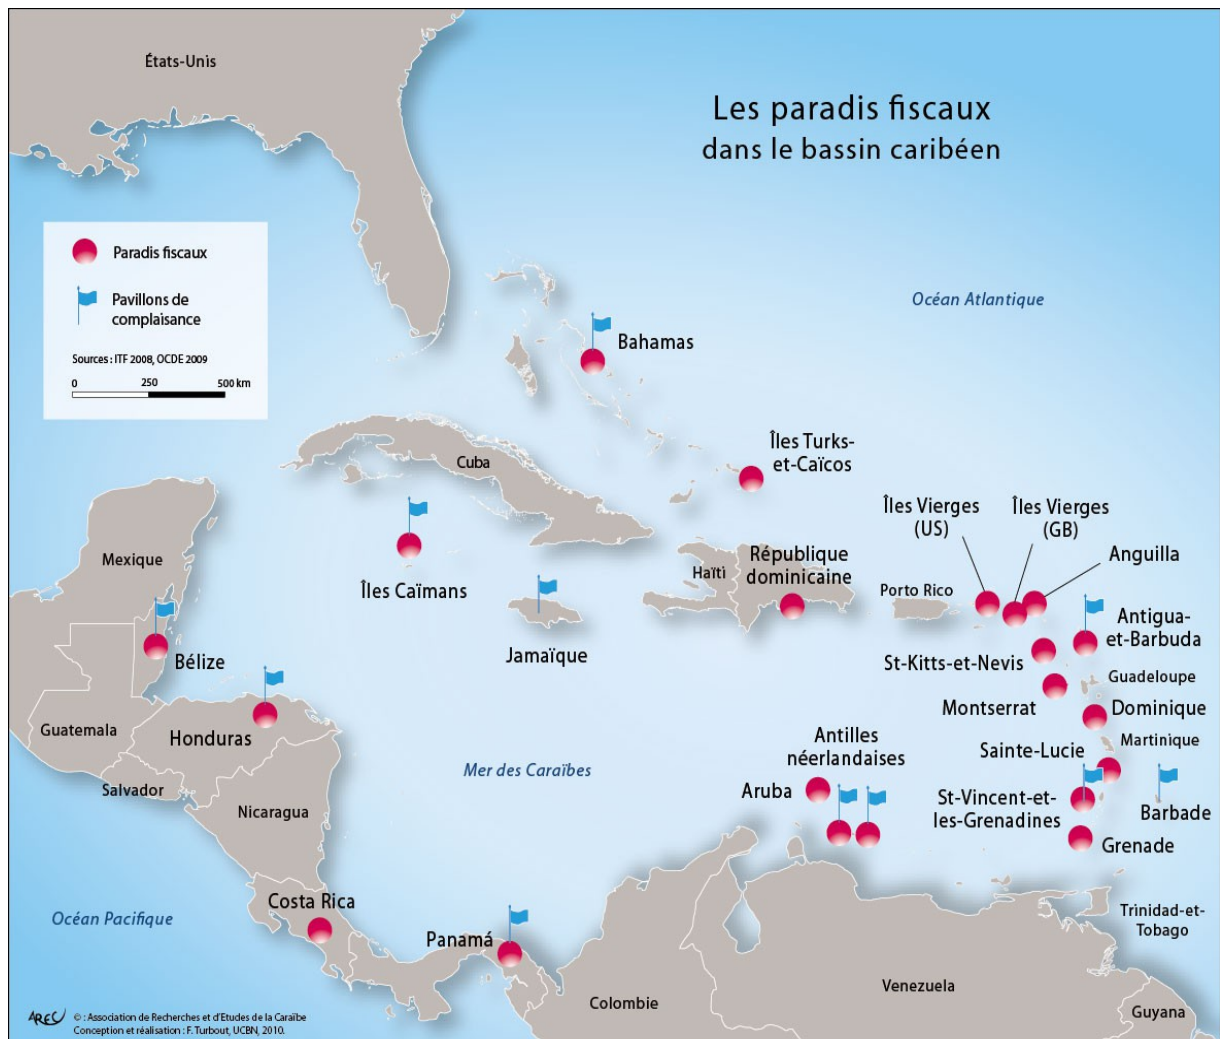 États-Unis
Les paradis fiscaux
dans le bassin caribéen
Paradis fiscaux
Pavillons de
complaisance
Sources : ITF 2008, OCDE 2009
0 250 500 km
Océan Atlantique
Bahamas
Îles Turks-
et-Caïcos
Cuba
Îles Vierges
(US)
Îles Vierges
(GB)
Anguilla
Mexique
Îles Caïmans
Haïti
République
dominicaine
Porto Rico
Antigua-
et-Barbuda
Jamaïque
Bélize
St-Kitts-et-Nevis
Guadeloupe
Montserrat
Dominique
Guatemala
Honduras
Antilles
néerlandaises
Sainte-Lucie
Martinique
Mer des Caraïbes
Salvador
Aruba
St-Vincent-et-
les-Grenadines
Barbade
Nicaragua
Grenade
Costa Rica
Océan Pacifique
Panamá
Trinidad-et-
Tobago
Colombie
Venezuela
Guyana
AREC
© : Association de Recherches et d'Etudes de la Caraïbe
Conception et réalisation : F. Turbout, UCBN, 2010.